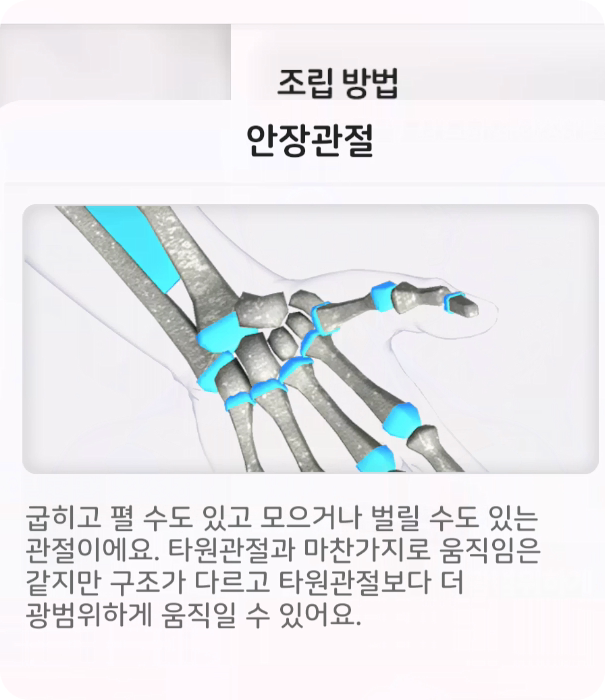 조립 방법
안장관절
굽히고 펼 수도 있고 모으거나 벌릴 수도 있는
관절이에요. 타원관절과 마찬가지로 움직임은
같지만 구조가 다르고 타원관절보다 더
광범위하게 움직일 수 있어요.